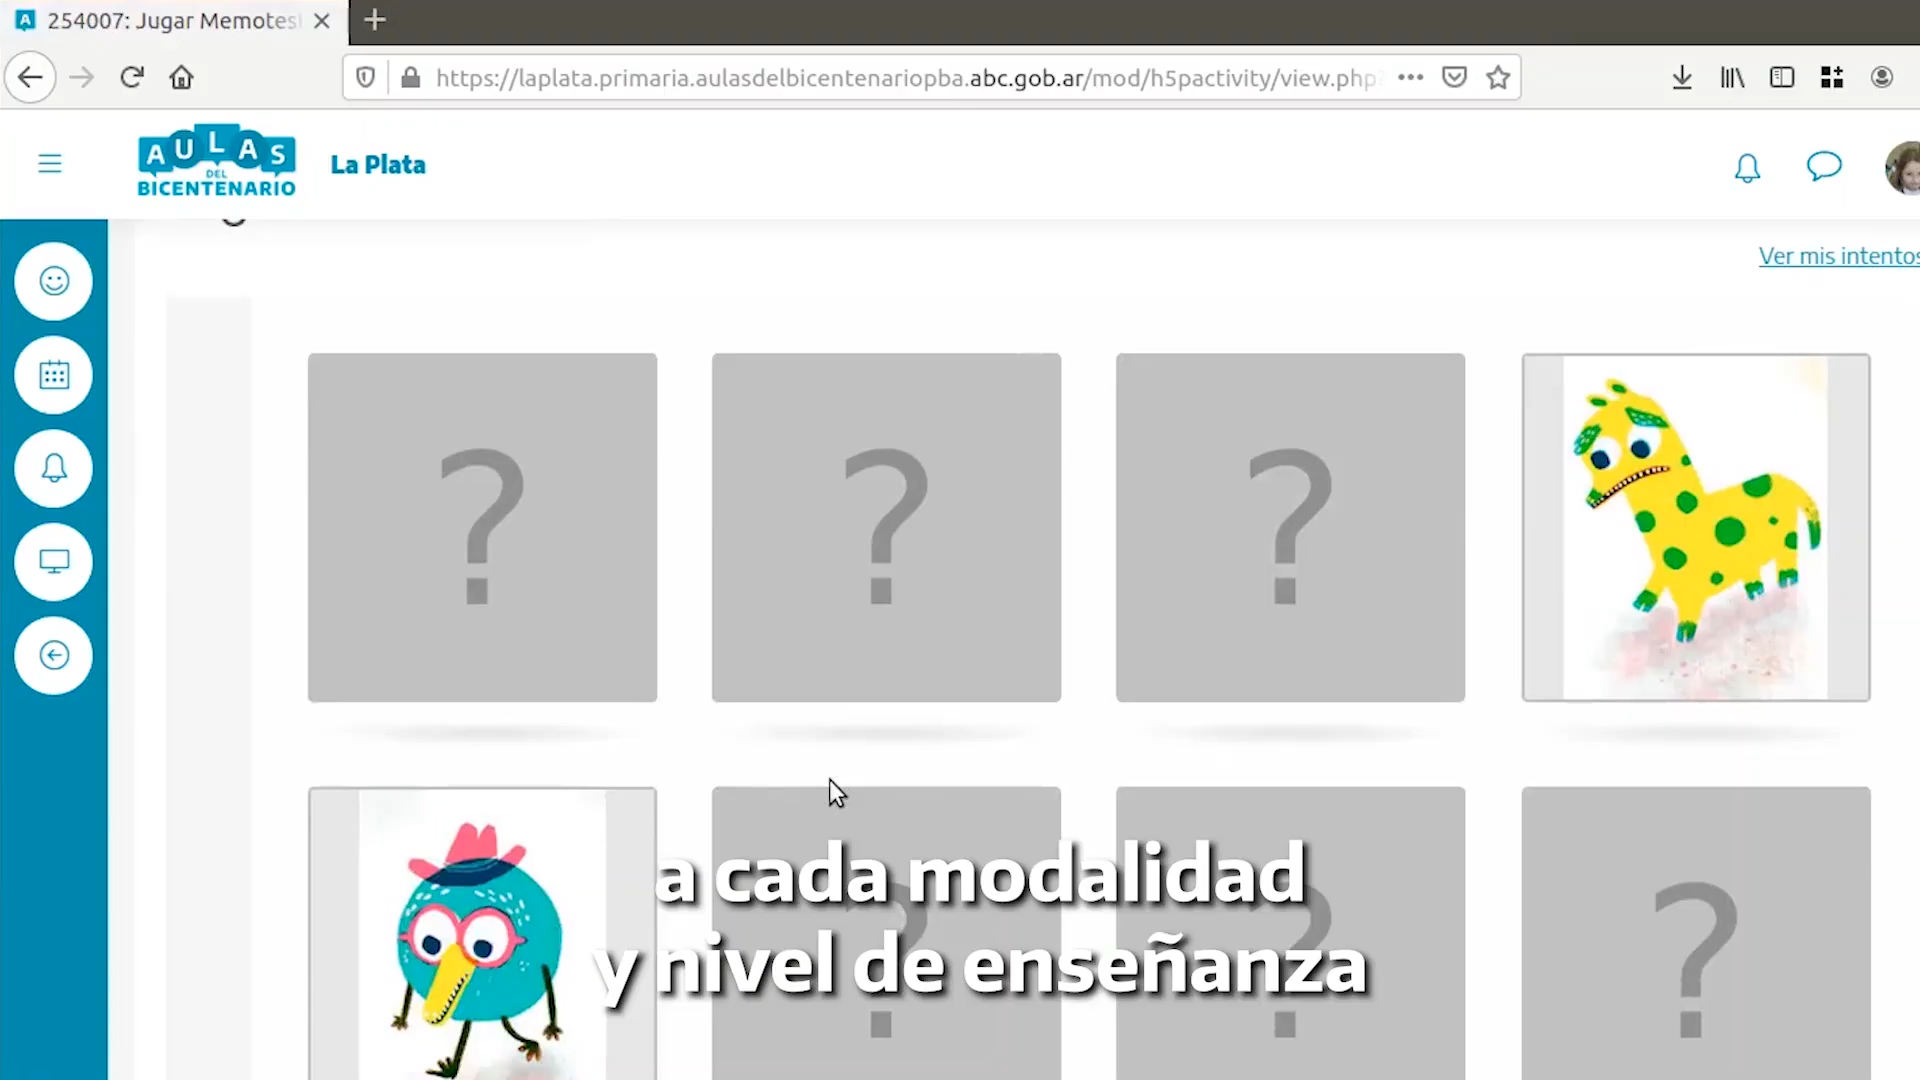 254007: Jugar Memotest
https://laplata.primaria.aulasdelbicentenariopba.abc.gob.ar/mod/h5pactivity/view.php?
AULAS
DEL
BICENTENARIO
La Plata
Ver mis intentos
? ? ?
a cada modalidad
y nivel de enseñanza
? ? ?